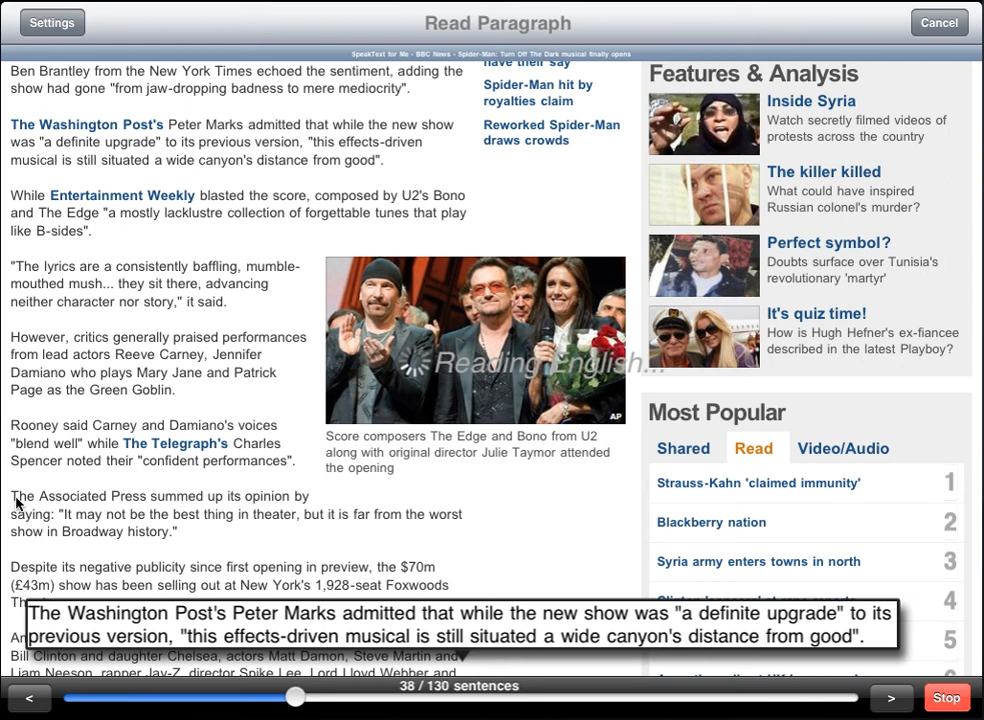 Settings
Read Paragraph
Cancel
SpeakText for Me - BBC News - Spider-Man: Turn Off The Dark musical finally opens
Ben Brantley from the New York Times echoed the sentiment, adding the
show had gone "from jaw-dropping badness to mere mediocrity".
The Washington Post's Peter Marks admitted that while the new show
was "a definite upgrade" to its previous version, "this effects-driven
musical is still situated a wide canyon's distance from good".
While Entertainment Weekly blasted the score, composed by U2's Bono
and The Edge "a mostly lacklustre collection of forgettable tunes that play
like B-sides".
"The lyrics are a consistently baffling, mumble-
mouthed mush... they sit there, advancing
neither character nor story," it said.
However, critics generally praised performances
from lead actors Reeve Carney, Jennifer
Damiano who plays Mary Jane and Patrick
Page as the Green Goblin.
Rooney said Carney and Damiano's voices
"blend well" while The Telegraph's Charles
Spencer noted their "confident performances".
The Associated Press summed up its opinion by
saying: "It may not be the best thing in theater, but it is far from the worst
show in Broadway history."
Despite its negative publicity since first opening in preview, the $70m
(£43m) show has been selling out at New York's 1,928-seat Foxwoods
Bill Clinton and daughter Chelsea, actors Matt Damon, Steve Martin and
Liam Neeson, rapper Jay-Z, director Spike Lee, Lord Lloyd Webber and
have their say
Spider-Man hit by
royalties claim
Reworked Spider-Man
draws crowds
Reading English...
AP
Score composers The Edge and Bono from U2
along with original director Julie Taymor attended
the opening
Features & Analysis
Inside Syria
Watch secretly filmed videos of
protests across the country
The killer killed
What could have inspired
Russian colonel's murder?
Perfect symbol?
Doubts surface over Tunisia's
revolutionary 'martyr'
It's quiz time!
How is Hugh Hefner's ex-fiancee
described in the latest Playboy?
Most Popular
Shared Read Video/Audio
Strauss-Kahn 'claimed immunity' 1
Blackberry nation 2
Syria army enters towns in north 3
4
5
The Washington Post's Peter Marks admitted that while the new show was "a definite upgrade" to its
previous version, "this effects-driven musical is still situated a wide canyon's distance from good".
38 / 130 sentences
<
>
Stop